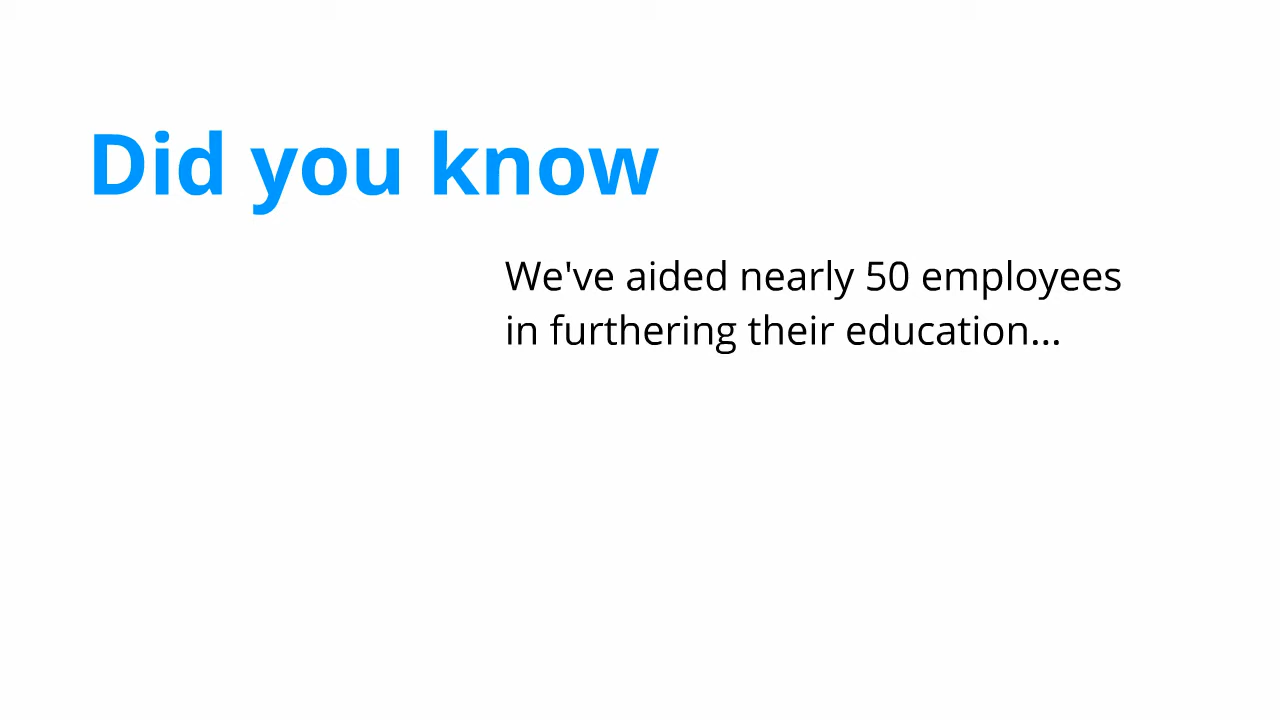 Did you know
We've aided nearly 50 employees
in furthering their education...